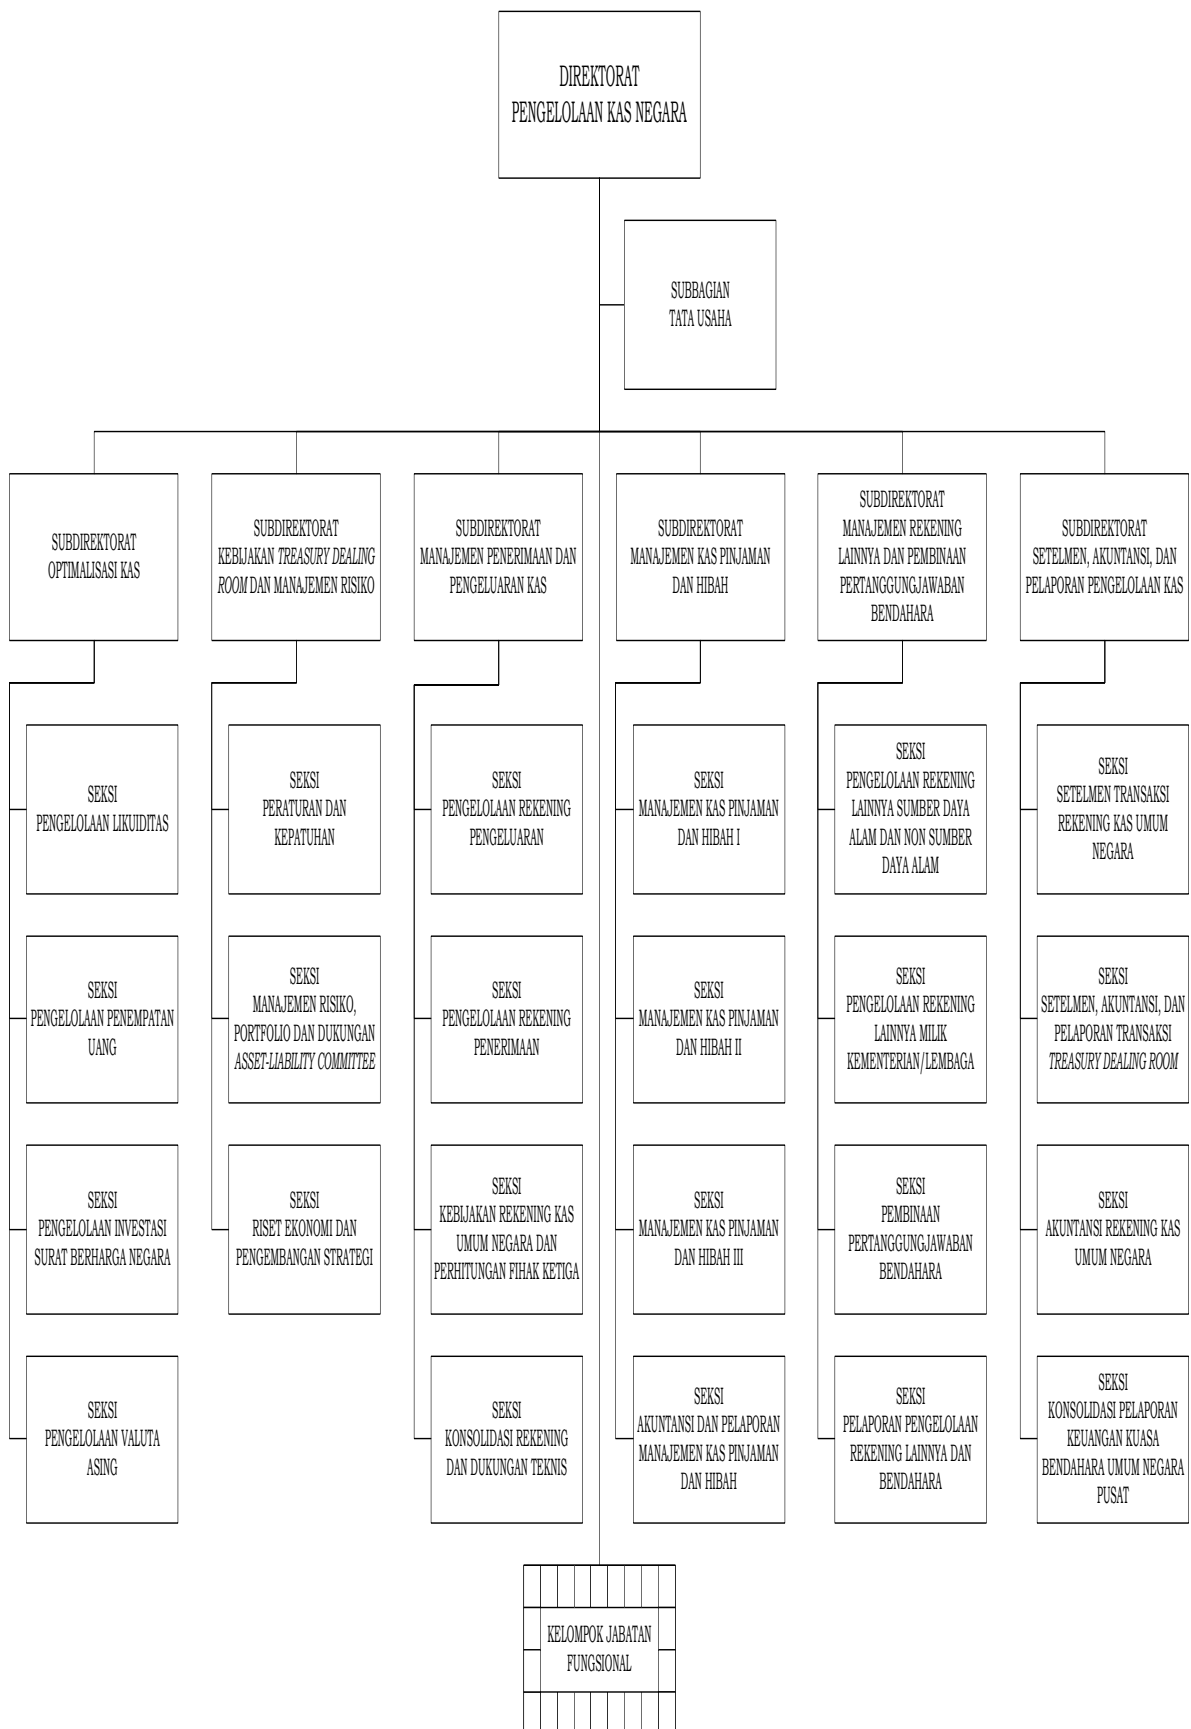 DIREKTORAT
PENGELOLAAN KAS NEGARA
SUBBAGIAN
TATA USAHA
SUBDIREKTORAT
OPTIMALISASI KAS
SUBDIREKTORAT
KEBIJAKAN TREASURY DEALING
ROOM DAN MANAJEMEN RISIKO
SUBDIREKTORAT
MANAJEMEN PENERIMAAN DAN
PENGELUARAN KAS
SUBDIREKTORAT
MANAJEMEN KAS PINJAMAN
DAN HIBAH
SUBDIREKTORAT
MANAJEMEN REKENING
LAINNYA DAN PEMBINAAN
PERTANGGUNGJAWABAN
BENDAHARA
SUBDIREKTORAT
SETELMEN, AKUNTANSI, DAN
PELAPORAN PENGELOLAAN KAS
SEKSI
PENGELOLAAN LIKUIDITAS
SEKSI
PERATURAN DAN
KEPATUHAN
SEKSI
PENGELOLAAN REKENING
PENGELUARAN
SEKSI
MANAJEMEN KAS PINJAMAN
DAN HIBAH I
SEKSI
PENGELOLAAN REKENING
LAINNYA SUMBER DAYA
ALAM DAN NON SUMBER
DAYA ALAM
SEKSI
SETELMEN TRANSAKSI
REKENING KAS UMUM
NEGARA
SEKSI
PENGELOLAAN PENEMPATAN
UANG
SEKSI
MANAJEMEN RISIKO,
PORTFOLIO DAN DUKUNGAN
ASSET-LIABILITY COMMITTEE
SEKSI
PENGELOLAAN REKENING
PENERIMAAN
SEKSI
MANAJEMEN KAS PINJAMAN
DAN HIBAH II
SEKSI
PENGELOLAAN REKENING
LAINNYA MILIK
KEMENTERIAN/LEMBAGA
SEKSI
SETELMEN, AKUNTANSI, DAN
PELAPORAN TRANSAKSI
TREASURY DEALING ROOM
SEKSI
PENGELOLAAN INVESTASI
SURAT BERHARGA NEGARA
SEKSI
RISET EKONOMI DAN
PENGEMBANGAN STRATEGI
SEKSI
KEBIJAKAN REKENING KAS
UMUM NEGARA DAN
PERHITUNGAN FIHAK KETIGA
SEKSI
MANAJEMEN KAS PINJAMAN
DAN HIBAH III
SEKSI
PEMBINAAN
PERTANGGUNGJAWABAN
BENDAHARA
SEKSI
AKUNTANSI REKENING KAS
UMUM NEGARA
SEKSI
PENGELOLAAN VALUTA
ASING
SEKSI
KONSOLIDASI REKENING
DAN DUKUNGAN TEKNIS
SEKSI
AKUNTANSI DAN PELAPORAN
MANAJEMEN KAS PINJAMAN
DAN HIBAH
SEKSI
PELAPORAN PENGELOLAAN
REKENING LAINNYA DAN
BENDAHARA
SEKSI
KONSOLIDASI PELAPORAN
KEUANGAN KUASA
BENDAHARA UMUM NEGARA
PUSAT
KELOMPOK JABATAN
FUNGSIONAL